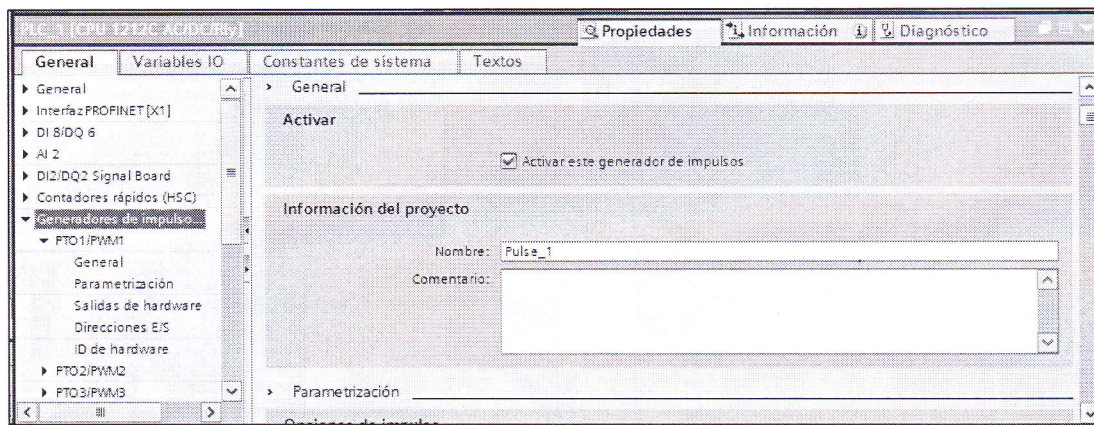 PLC_1 [CPU 1212C AC/DC/Rly]
Propiedades
Información
Diagnóstico
General
Variables IO
Constantes de sistema
Textos
General
Interfaz PROFINET [X1]
DI 8/DQ 6
AI 2
DI2/DQ2 Signal Board
Contadores rápidos (HSC)
Generadores de impulso...
PTO1/PWM1
General
Parametrización
Salidas de hardware
Direcciones E/S
ID de hardware
PTO2/PWM2
PTO3/PWM3
General
Activar
Activar este generador de impulsos
Información del proyecto
Nombre: Pulse_1
Comentario:
Parametrización
Opciones de impulso